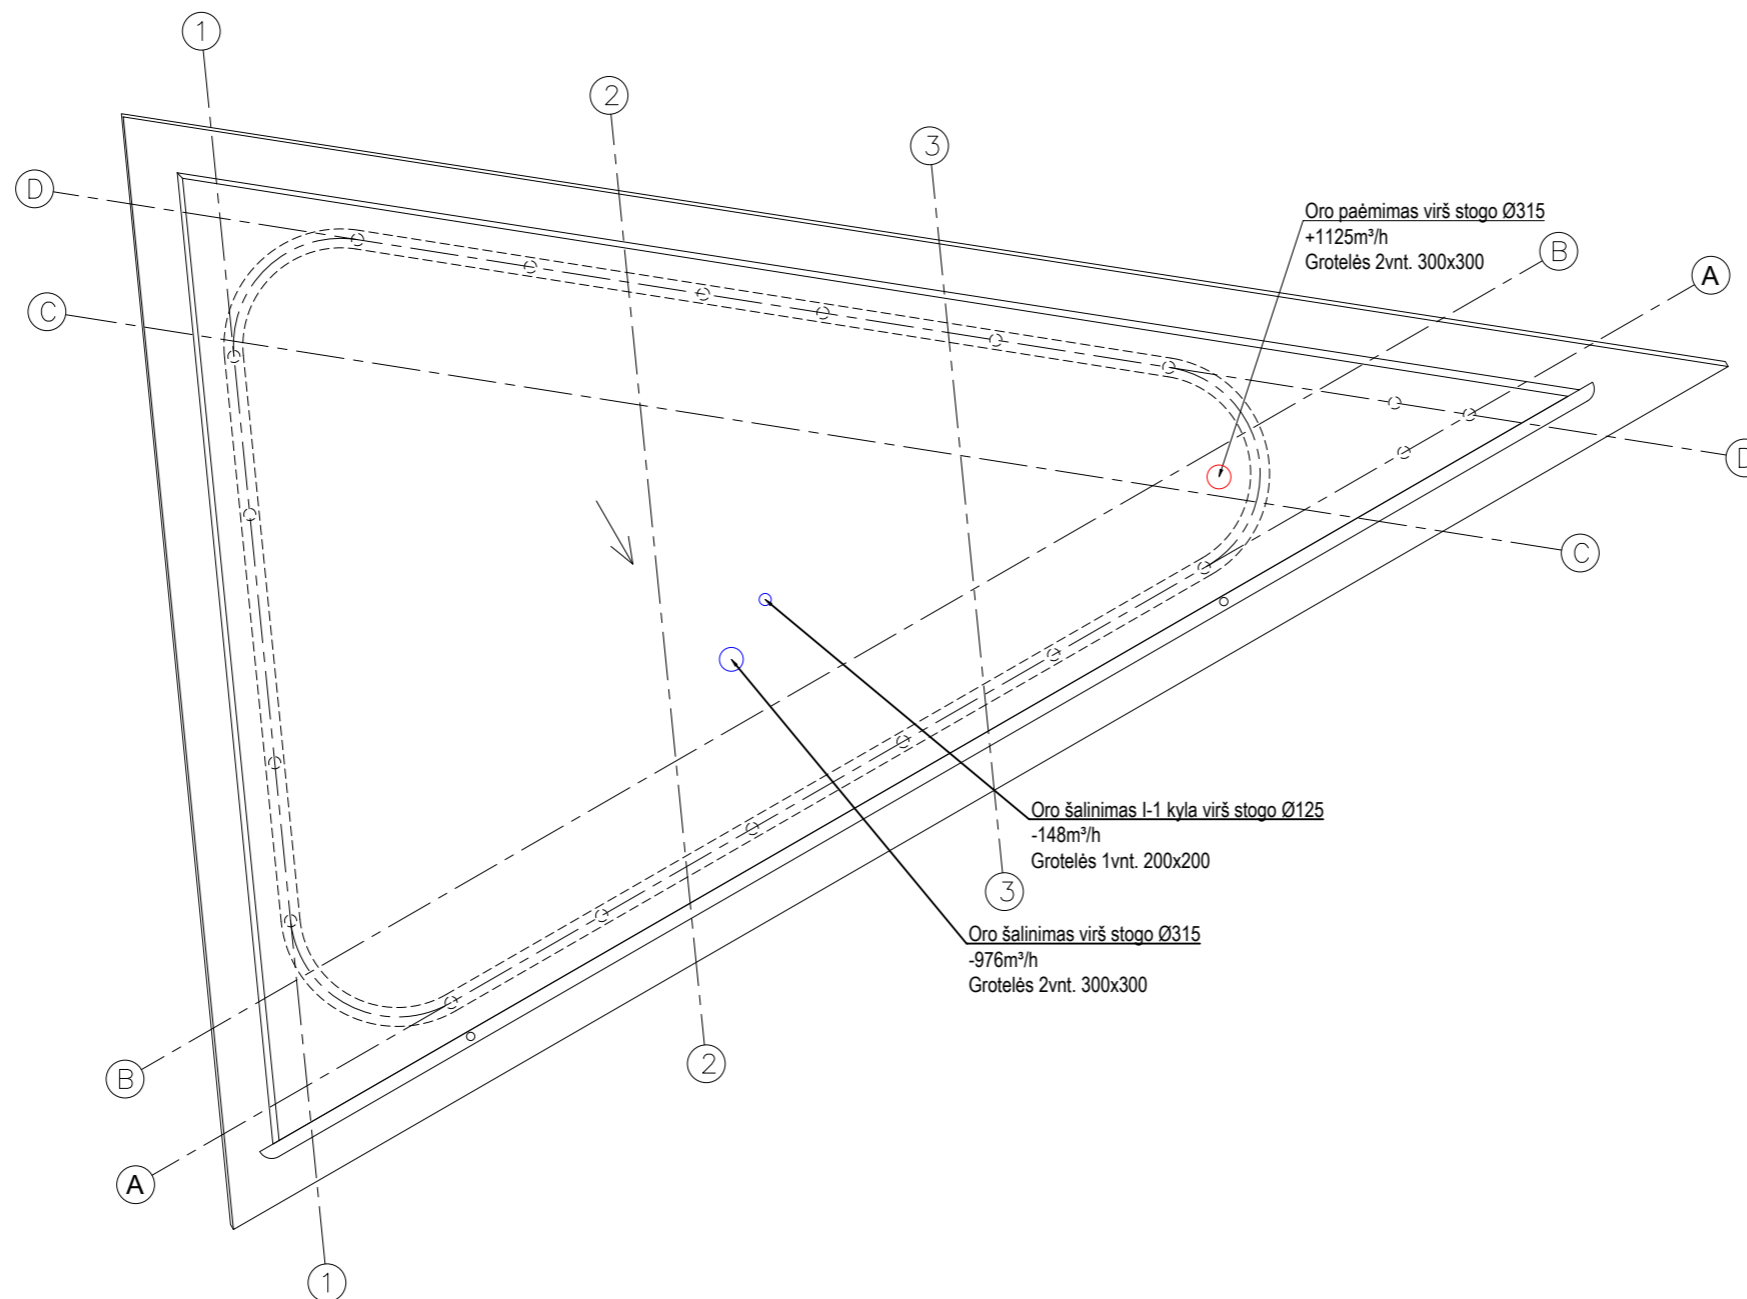 1
2
3
D
Oro paėmimas virš stogo Ø315
+1125m³/h
Grotelės 2vnt. 300x300
B
A
C
D
C
Oro šalinimas I-1 kyla virš stogo Ø125
-148m³/h
Grotelės 1vnt. 200x200
3
Oro šalinimas virš stogo Ø315
-976m³/h
Grotelės 2vnt. 300x300
2
B
A
1